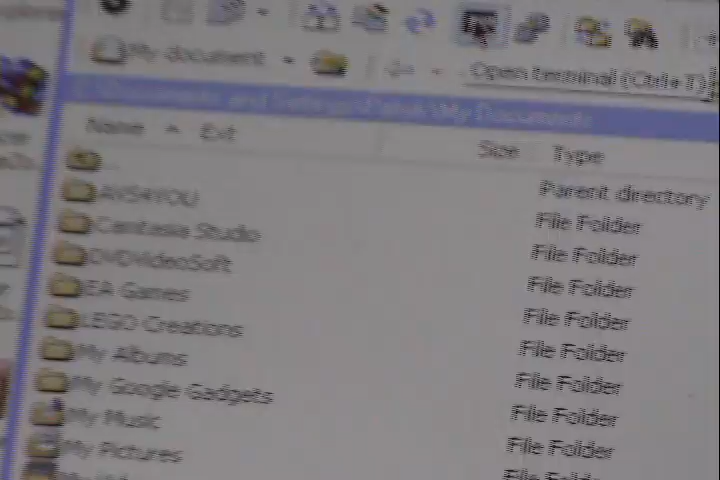 My document
Open terminal (Ctrl+T)
Name Ext Size Type
.. Parent directory
AVS4YOU File Folder
Camtasia Studio File Folder
DVDVideoSoft File Folder
EA Games File Folder
LEGO Creations File Folder
My Albums File Folder
My Google Gadgets File Folder
My Music File Folder
My Pictures File Folder